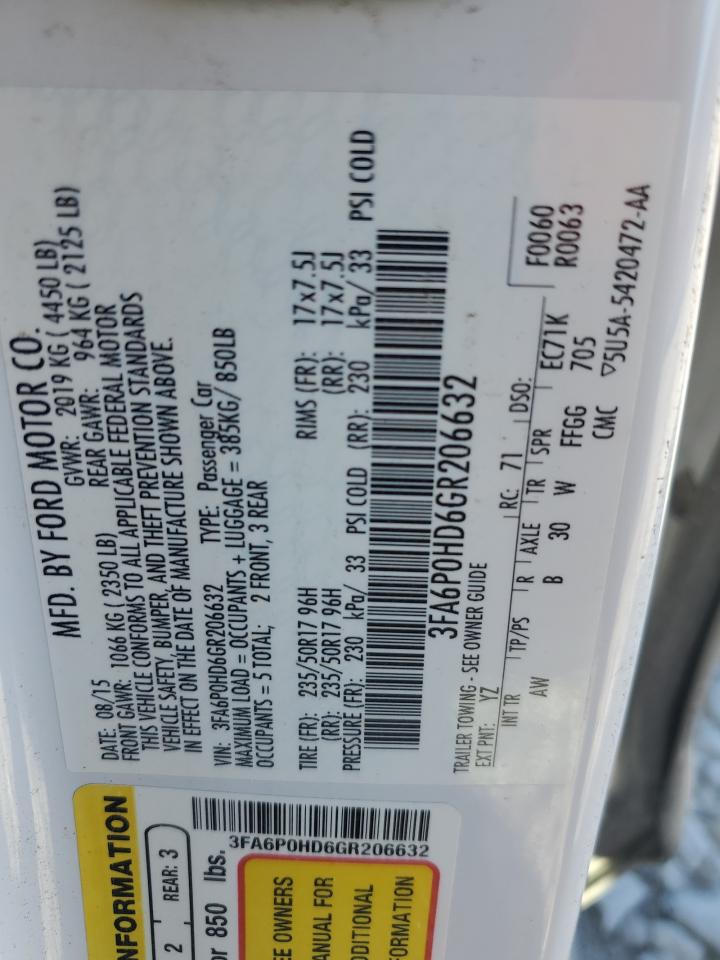 MFD. BY FORD MOTOR CO.
DATE: 08/15 GVWR: 2019 KG ( 4450 LB)
FRONT GAWR: 1066 KG ( 2350 LB) REAR GAWR: 964 KG ( 2125 LB)
THIS VEHICLE CONFORMS TO ALL APPLICABLE FEDERAL MOTOR
VEHICLE SAFETY, BUMPER, AND THEFT PREVENTION STANDARDS
IN EFFECT ON THE DATE OF MANUFACTURE SHOWN ABOVE.
VIN: 3FA6P0HD6GR206632 TYPE: Passenger Car
MAXIMUM LOAD = OCCUPANTS + LUGGAGE = 385KG/ 850LB
OCCUPANTS = 5 TOTAL; 2 FRONT, 3 REAR
TIRE (FR): 235/50R17 96H RIMS (FR): 17x7.5J
(RR): 235/50R17 96H (RR): 17x7.5J
PRESSURE (FR): 230 kPa/ 33 PSI COLD (RR): 230 kPa/ 33 PSI COLD
3FA6P0HD6GR206632
TRAILER TOWING - SEE OWNER GUIDE
EXT PNT: YZ RC: 71 DSO: F0060
R0063
INT TR TP/PS R AXLE TR SPR EC71K
AW B 30 W FFGG 705
CMC ▽5U5A-5420472-AA
NFORMATION
2 REAR: 3
or 850 lbs.
3FA6P0HD6GR206632
EE OWNERS
ANUAL FOR
DDITIONAL
FORMATION